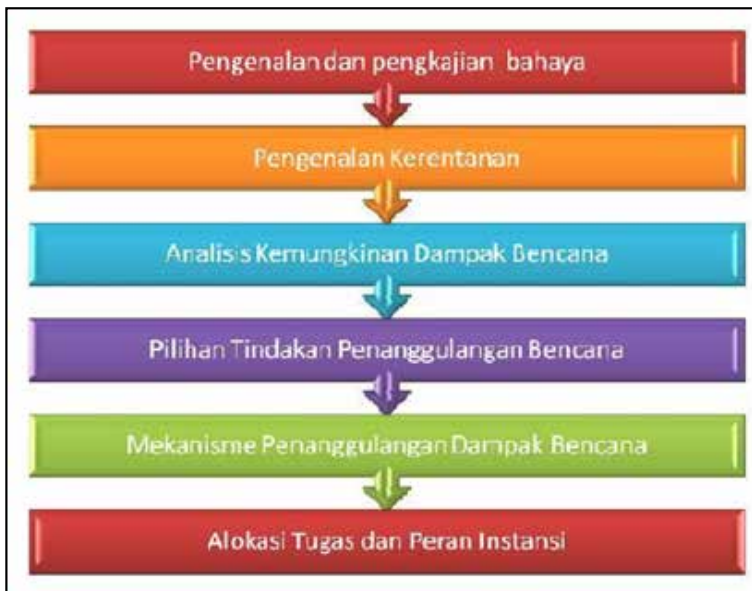 Pengenalan dan pengkajian bahaya
Pengenalan Kerentanan
Analisis Kemungkinan Dampak Bencana
Pilihan Tindakan Penanggulangan Bencana
Mekanisme Penanggulangan Dampak Bencana
Alokasi Tugas dan Peran Instansi